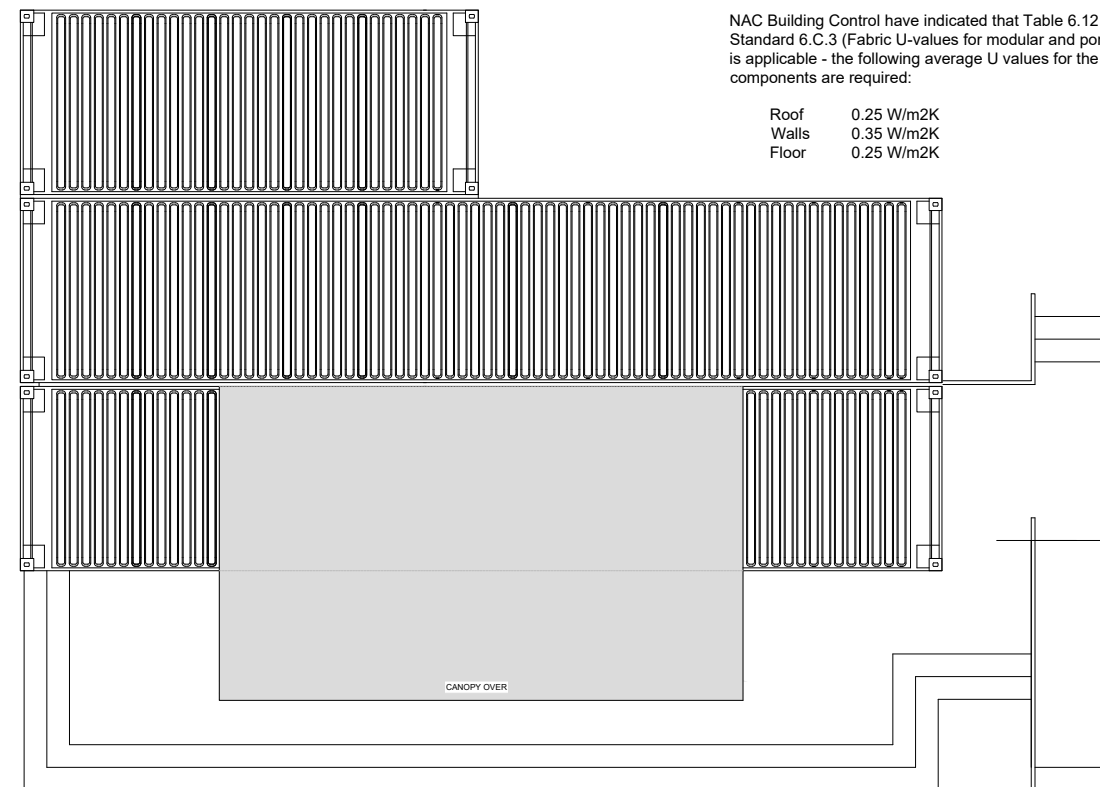 NAC Building Control have indicated that Table 6.12
Standard 6.C.3 (Fabric U-values for modular and
is applicable - the following average U values for the
components are required:
Roof 0.25 W/m2K
Walls 0.35 W/m2K
Floor 0.25 W/m2K
CANOPY OVER